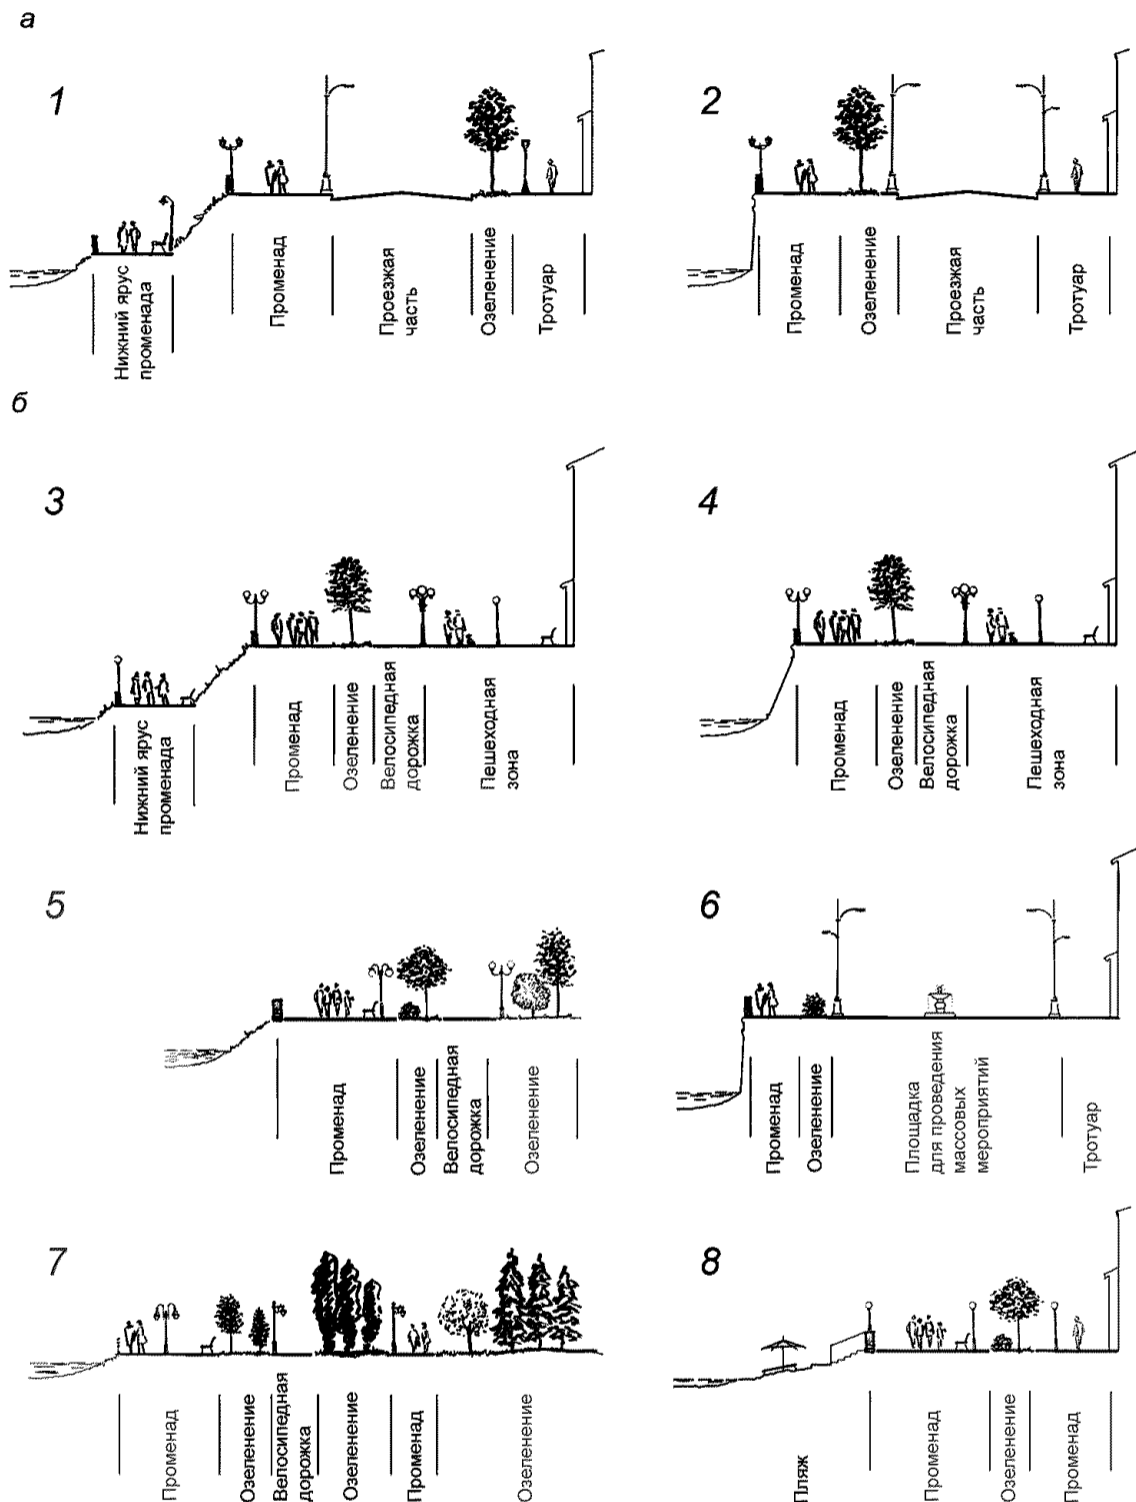 а
1
Нижний ярус
променада
Променад
Проезжая
часть
Озеленение
Тротуар
2
Променад
Озеленение
Проезжая
часть
Тротуар
б
3
Нижний ярус
променада
Променад
Озеленение
Велосипедная
дорожка
Пешеходная
зона
4
Променад
Озеленение
Велосипедная
дорожка
Пешеходная
зона
5
Променад
Озеленение
Велосипедная
дорожка
Озеленение
6
Променад
Озеленение
Площадка
для проведения
массовых
мероприятий
Тротуар
7
Променад
Озеленение
Велосипедная
дорожка
Озеленение
Променад
Озеленение
8
Пляж
Променад
Озеленение
Променад